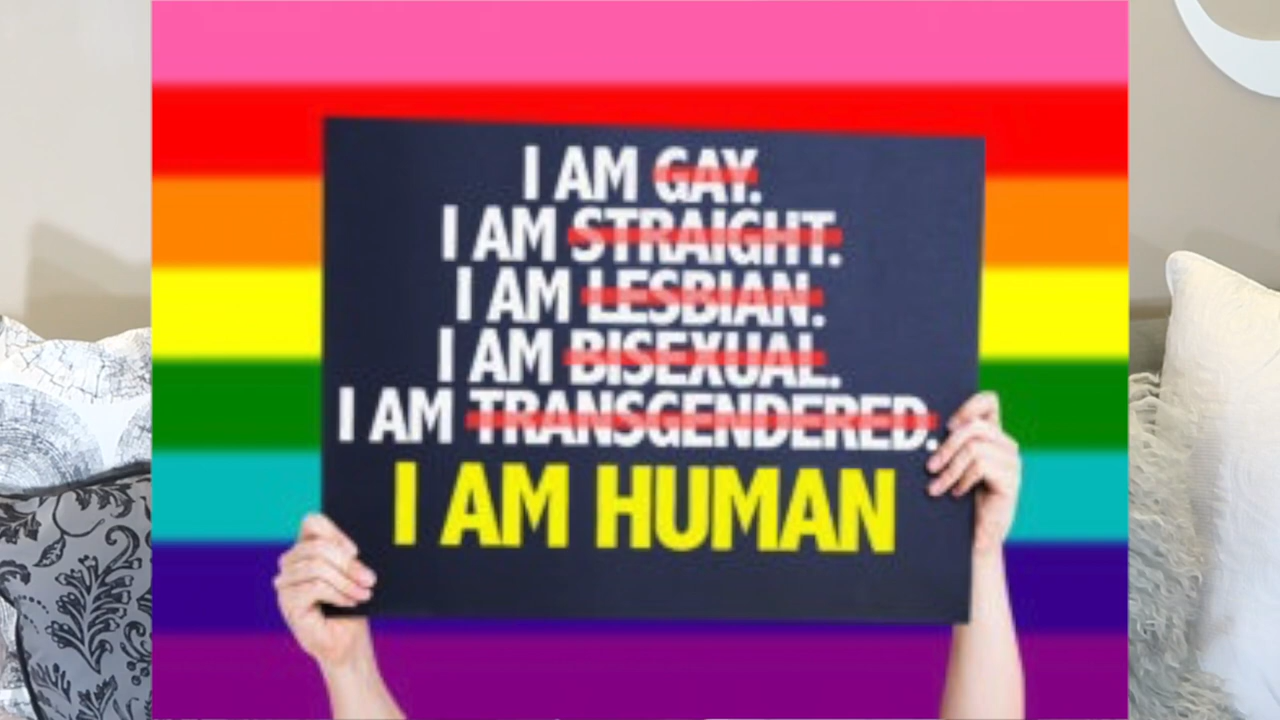 I AM GAY.
I AM STRAIGHT.
I AM LESBIAN.
I AM BISEXUAL.
I AM TRANSGENDERED.
I AM HUMAN